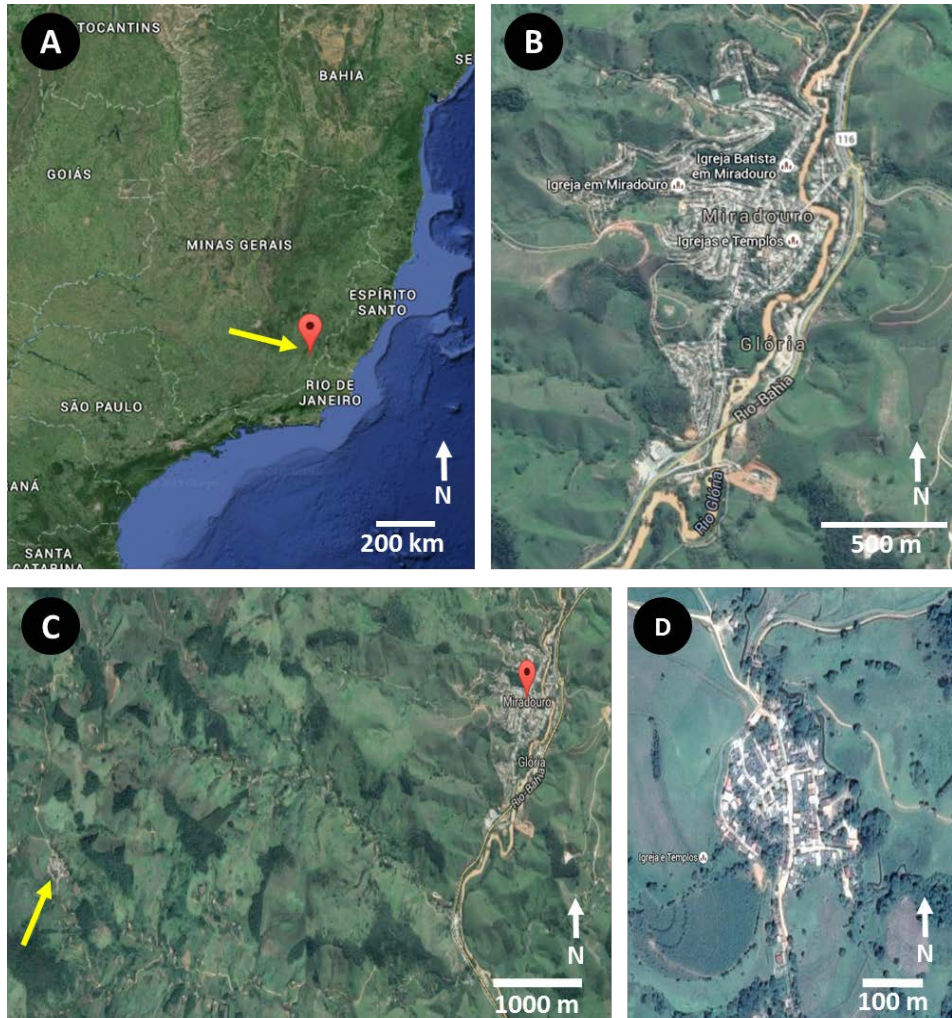 A
TOCANTINS
BAHIA
SE
GOIÁS
MINAS GERAIS
ESPÍRITO
SANTO
RIO DE
JANEIRO
SÃO PAULO
RANÁ
SANTA
CATARINA
N
200 km
B
116
Igreja Batista
em Miradouro
Igreja em Miradouro
Miradouro
Igrejas e Templos
Glória
Rio-Bahia
Rio Glória
N
500 m
C
Miradouro
Glória
Rio-Bahia
N
1000 m
D
Igreja e Templos
N
100 m